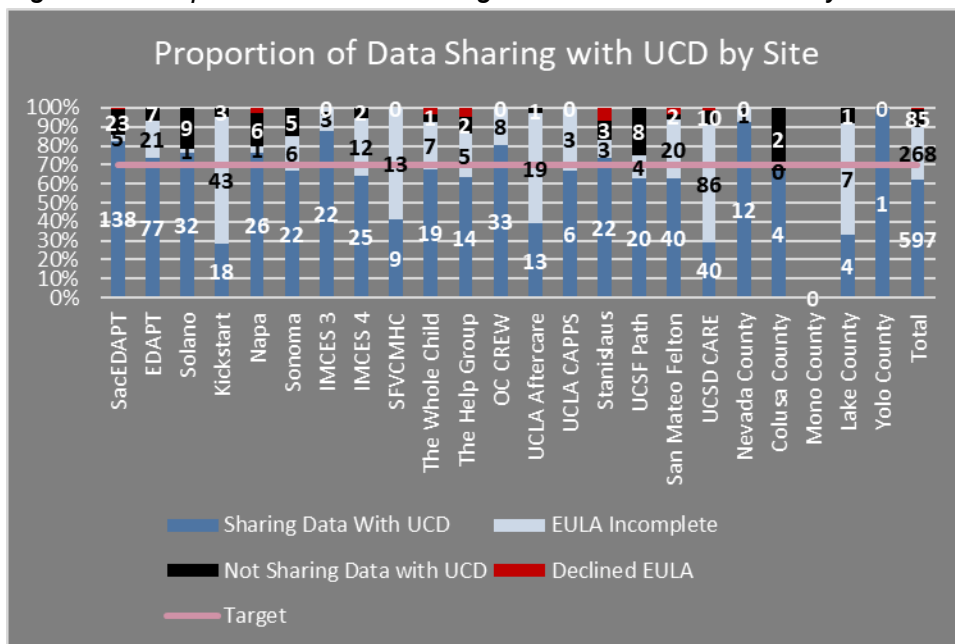 Proportion of Data Sharing with UCD by Site
100%
90%
80%
70%
60%
50%
40%
30%
20%
10%
0%
23 7 9 3 6 5 0 2 0 1 2 0 1 0 3 8 2 10 0 2 1 0 85
5 21 1 43 1 6 3 12 13 7 5 8 19 3 3 4 20 86 1 0 7 268
138 77 32 18 26 22 22 25 9 19 14 33 13 6 22 20 40 40 12 4 0 4 1 597
SacEDAPT
EDAPT
Solano
Kickstart
Napa
Sonoma
IMCES 3
IMCES 4
SFVCMHC
The Whole Child
The Help Group
OC CREW
UCLA Aftercare
UCLA CAPPS
Stanislaus
UCSF Path
San Mateo Felton
UCSD CARE
Nevada County
Colusa County
Mono County
Lake County
Yolo County
Total
Sharing Data With UCD
EULA Incomplete
Not Sharing Data with UCD
Declined EULA
Target